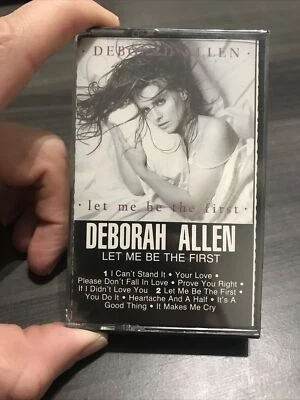 · DEBORAH ALLEN ·
· let me be the first ·
DEBORAH ALLEN
LET ME BE THE FIRST
1 I Can't Stand It • Your Love •
Please Don't Fall In Love • Prove You Right •
If I Didn't Love You 2 Let Me Be The First •
You Do It • Heartache And A Half • It's A
Good Thing • It Makes Me Cry